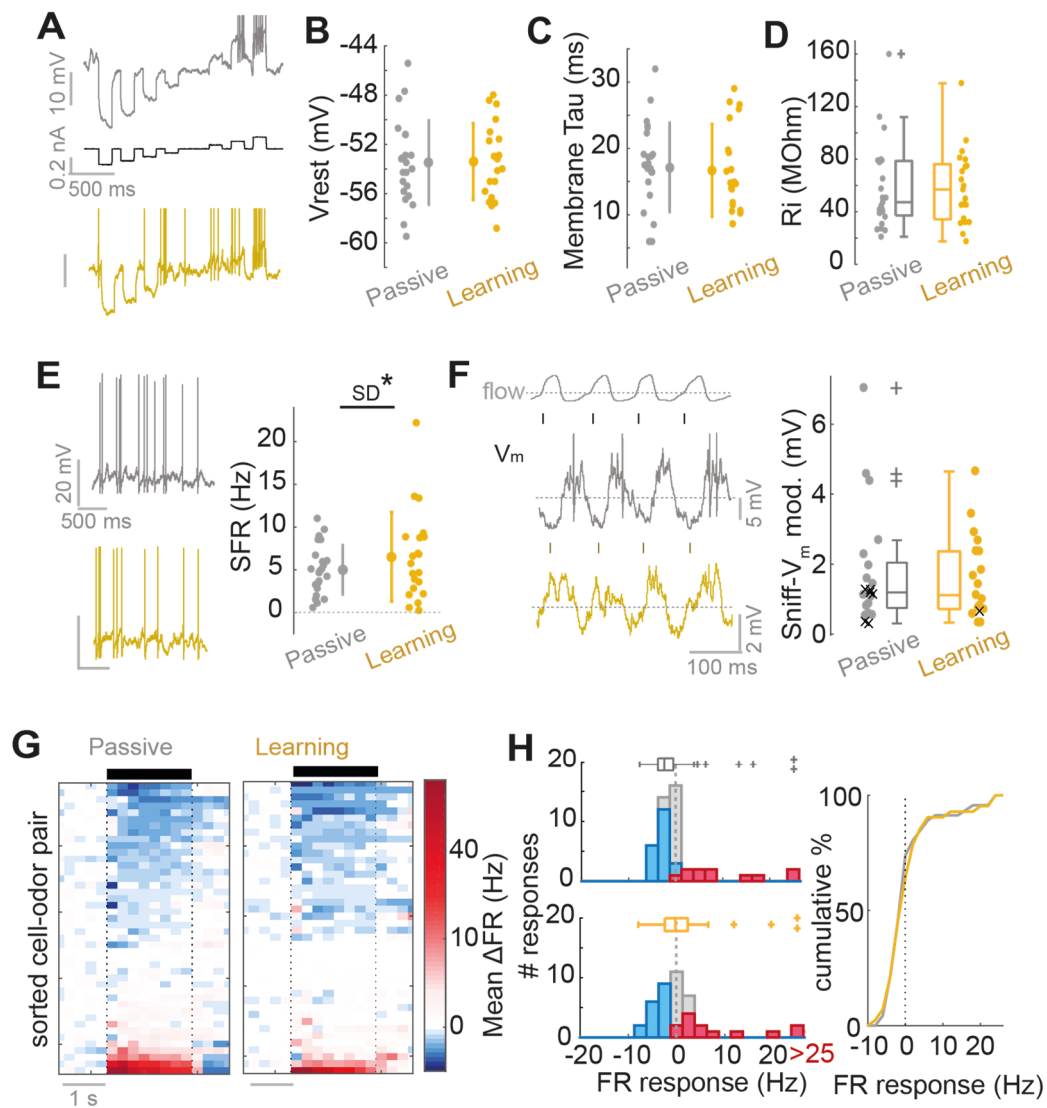 A
10 mV
0.2 nA
500 ms
B
Vrest (mV)
-44
-48
-52
-56
-60
Passive
Learning
C
Membrane Tau (ms)
30
20
10
Passive
Learning
D
Ri (MOhm)
160
120
80
40
0
Passive
Learning
E
20 mV
500 ms
SD*
SFR (Hz)
20
15
10
5
0
Passive
Learning
F
flow
Vm
5 mV
2 mV
100 ms
Sniff-Vm mod. (mV)
6
4
2
0
Passive
Learning
G
Passive
Learning
sorted cell-odor pair
1 s
40
10
0
Mean ΔFR (Hz)
H
# responses
20
10
0
20
10
0
-20
-10
0
10
20
>25
FR response (Hz)
cumulative %
100
50
0
-10
0
10
20
FR response (Hz)